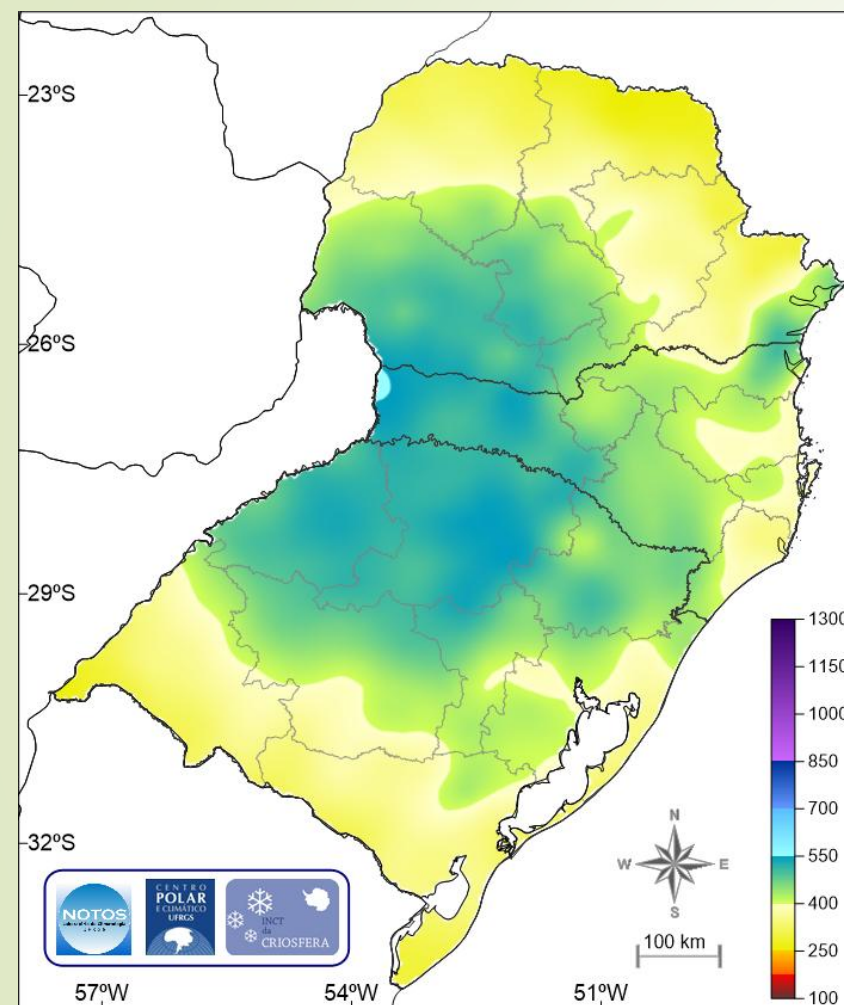 23ºS
26ºS
29ºS
32ºS
57ºW
54ºW
51ºW
1300
1150
1000
850
700
550
400
250
100
N
W
E
S
100 km
NOTOS
UFRGS
CENTRO
POLAR
E CLIMÁTICO
UFRGS
INCT
da
CRIOSFERA